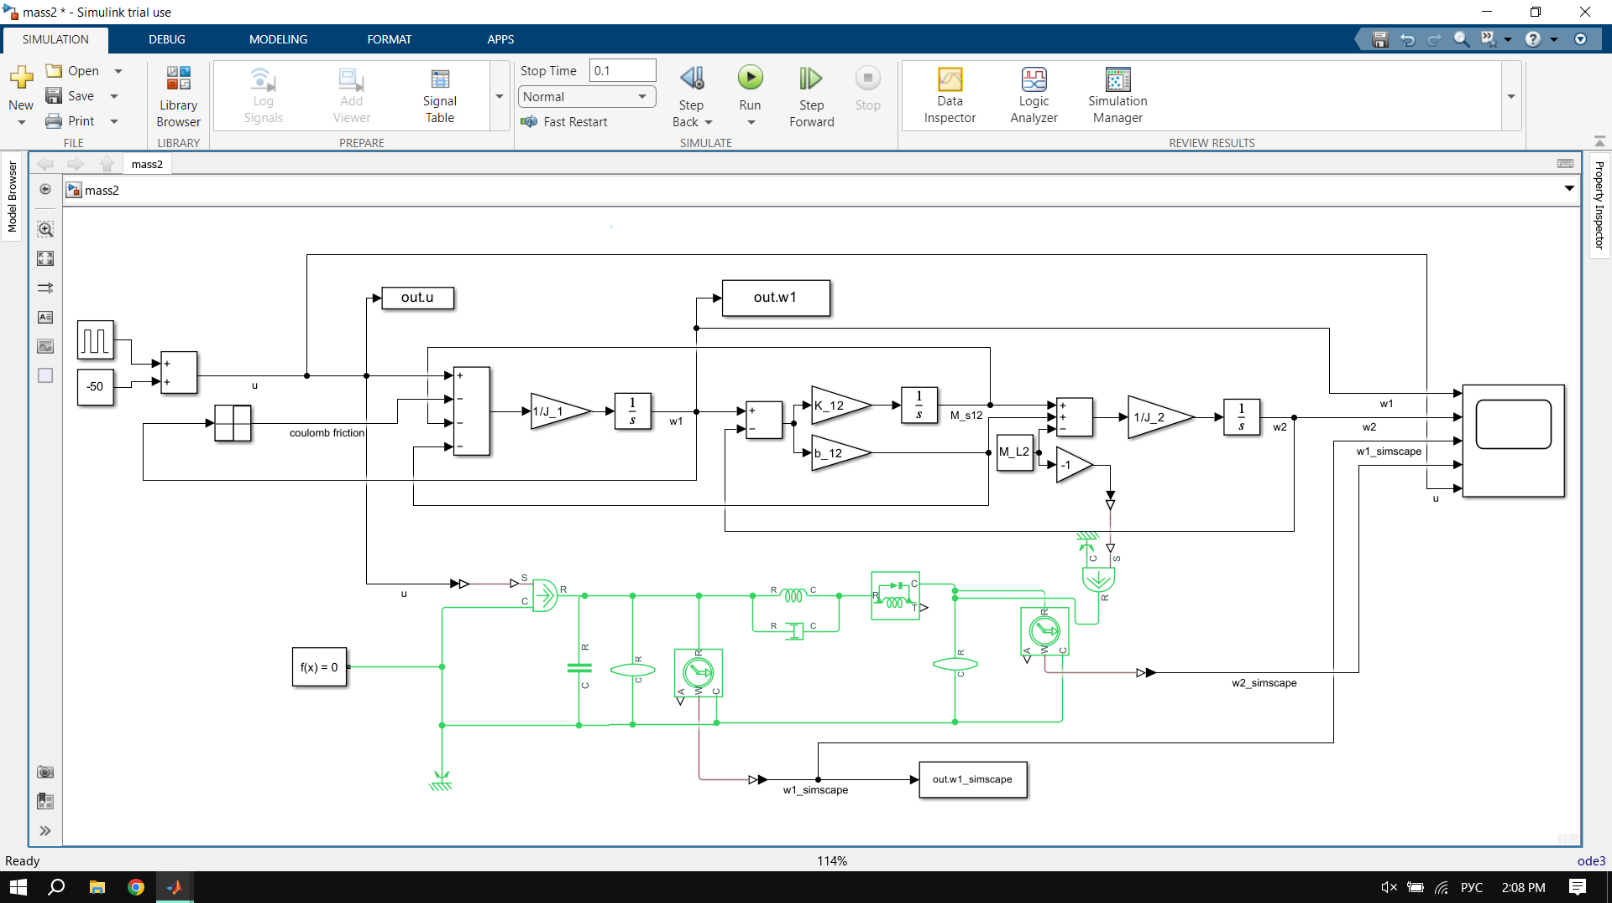 mass2 * - Simulink trial use
SIMULATION
DEBUG
MODELING
FORMAT
APPS
New
Open
Save
Print
FILE
Library
Browser
LIBRARY
Log
Signals
Add
Viewer
Signal
Table
PREPARE
Stop Time
0.1
Normal
Fast Restart
Step
Back
Run
Step
Forward
Stop
SIMULATE
Data
Inspector
Logic
Analyzer
Simulation
Manager
REVIEW RESULTS
Model Browser
Property Inspector
mass2
mass2
out.u
out.w1
-50
+
+
u
coulomb friction
+
−
−
−
1/J_1
1
s
w1
+
−
K_12
b_12
1
s
M_s12
M_L2
+
+
−
-1
1/J_2
1
s
w2
w1
w2
w1_simscape
u
u
S
C
R
f(x) = 0
R
C
R
C
R
A
W
C
R
C
R
C
R
C
T
R
C
R
A
W
C
C
S
R
w2_simscape
w1_simscape
out.w1_simscape
Ready
114%
ode3
РУС
2:08 PM